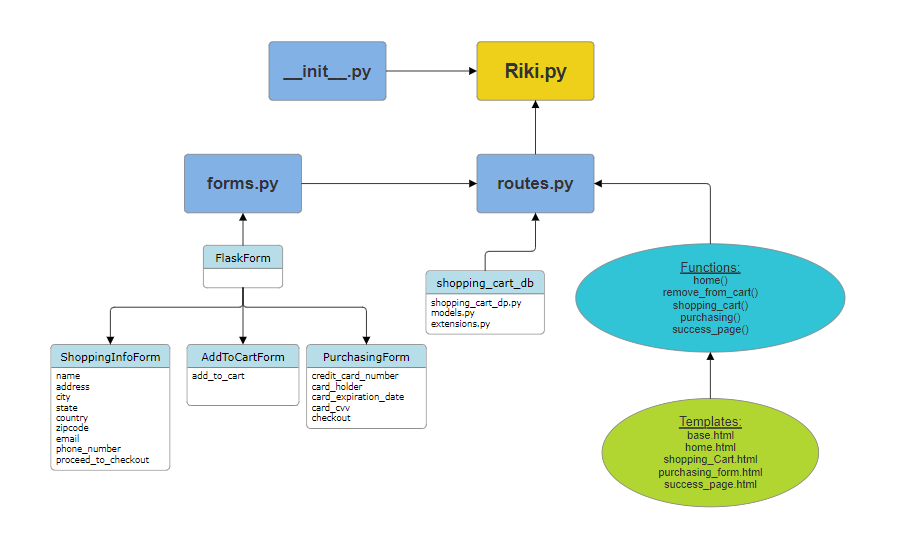 __init__.py
Riki.py
forms.py
routes.py
FlaskForm
shopping_cart_db
shopping_cart_dp.py
models.py
extensions.py
Functions:
home()
remove_from_cart()
shopping_cart()
purchasing()
success_page()
ShoppingInfoForm
name
address
city
state
country
zipcode
email
phone_number
proceed_to_checkout
AddToCartForm
add_to_cart
PurchasingForm
credit_card_number
card_holder
card_expiration_date
card_cvv
checkout
Templates:
base.html
home.html
shopping_Cart.html
purchasing_form.html
success_page.html